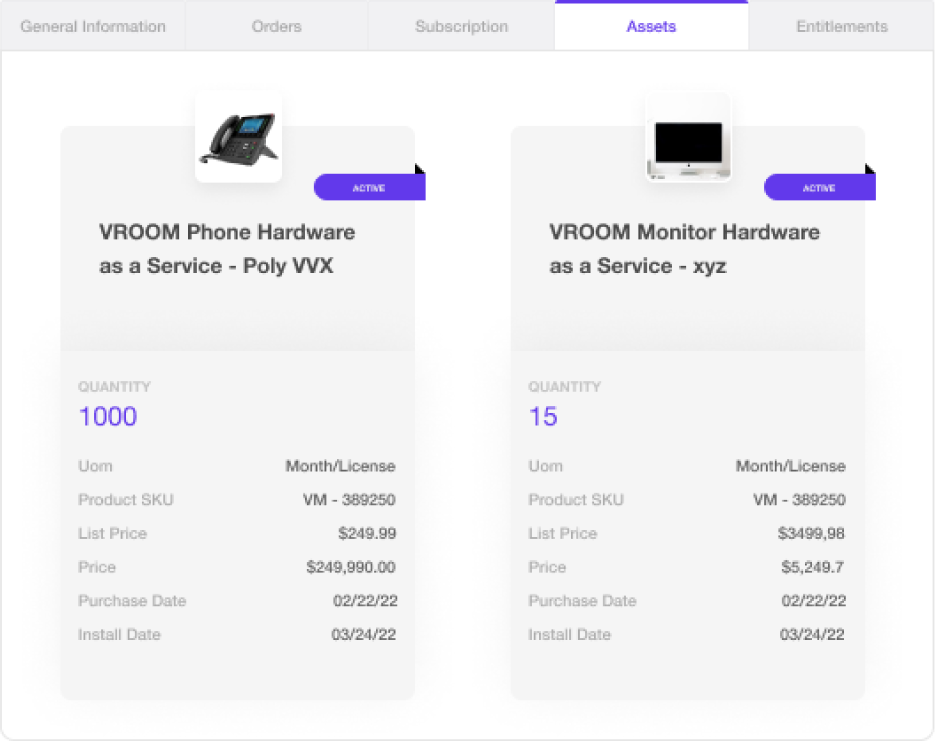 General Information
Orders
Subscription
Assets
Entitlements
ACTIVE
VROOM Phone Hardware
as a Service - Poly VVX
QUANTITY
1000
Uom Month/License
Product SKU VM - 389250
List Price $249.99
Price $249,990.00
Purchase Date 02/22/22
Install Date 03/24/22
ACTIVE
VROOM Monitor Hardware
as a Service - xyz
QUANTITY
15
Uom Month/License
Product SKU VM - 389250
List Price $3499,98
Price $5,249.7
Purchase Date 02/22/22
Install Date 03/24/22